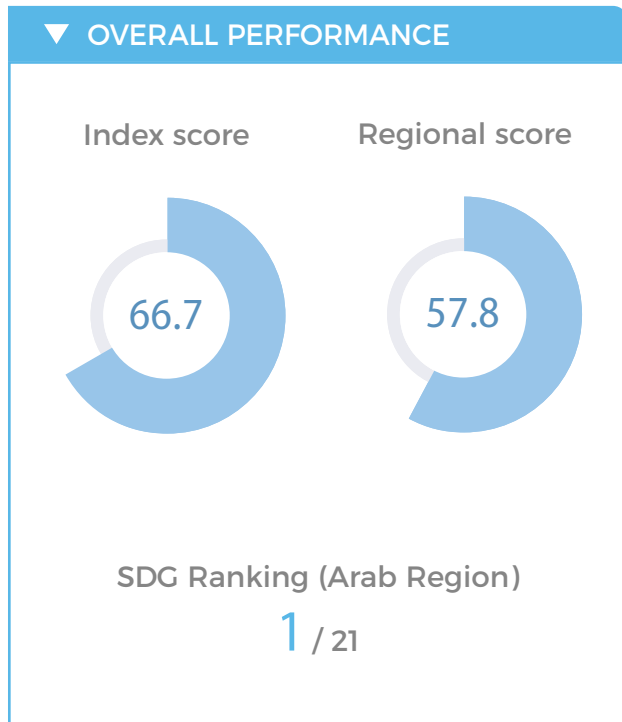 ▼ OVERALL PERFORMANCE
Index score
Regional score
66.7
57.8
SDG Ranking (Arab Region)
1 / 21